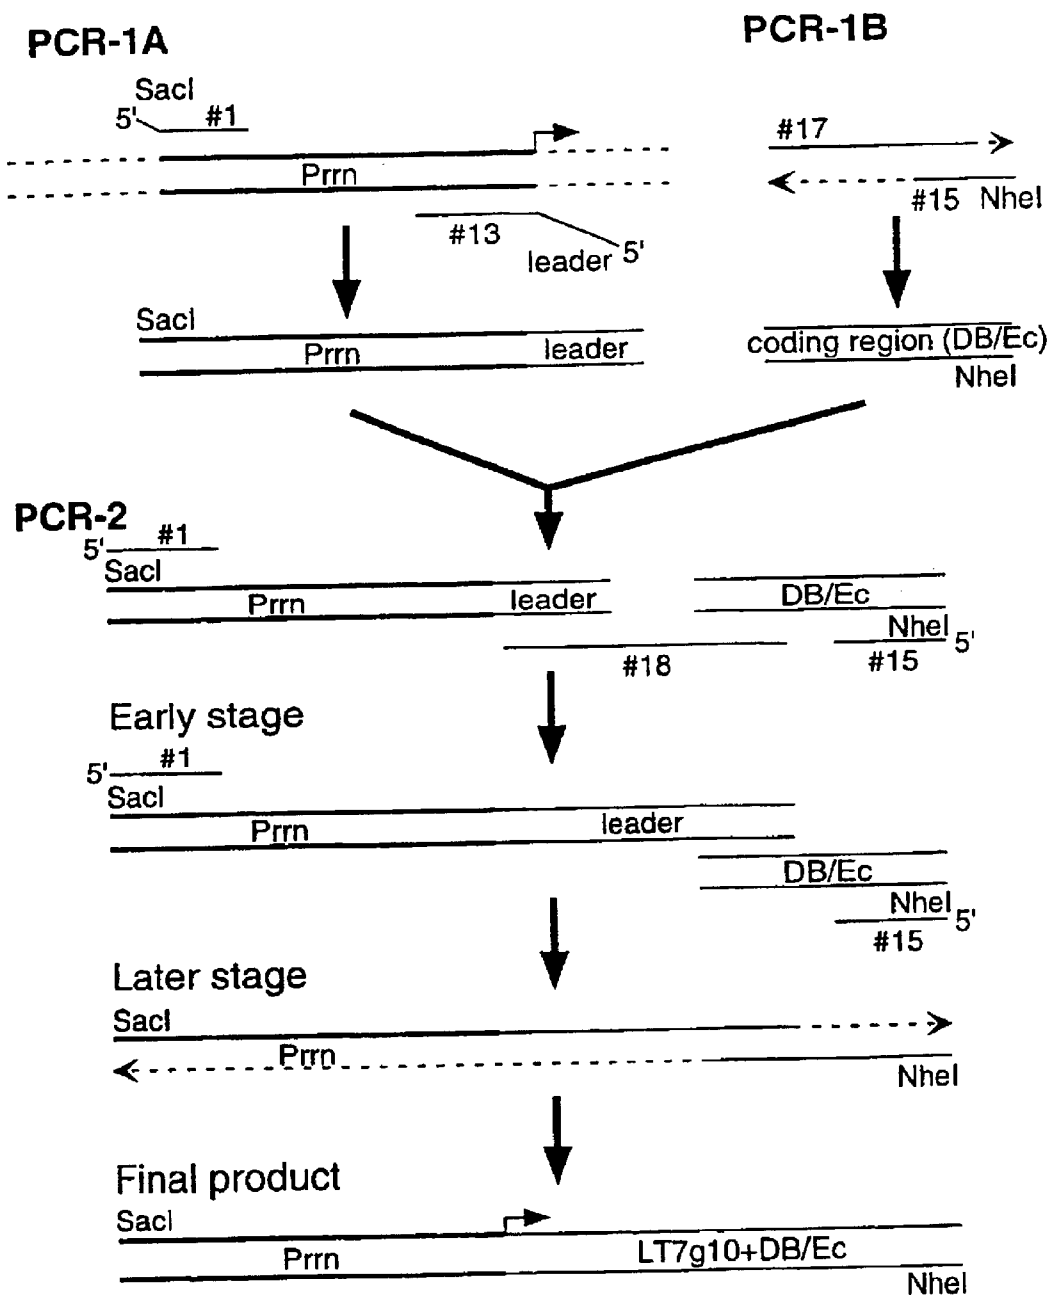 PCR-1A
PCR-1B
SacI
5' #1
#17
Prrn
#15 NheI
#13
leader 5'
SacI
Prrn leader
coding region (DB/Ec)
NheI
PCR-2
5' #1
SacI
Prrn leader DB/Ec
NheI 5'
#18 #15
Early stage
5' #1
SacI
Prrn leader
DB/Ec
NheI 5'
#15
Later stage
SacI
Prrn
NheI
Final product
SacI
Prrn LT7g10+DB/Ec
NheI